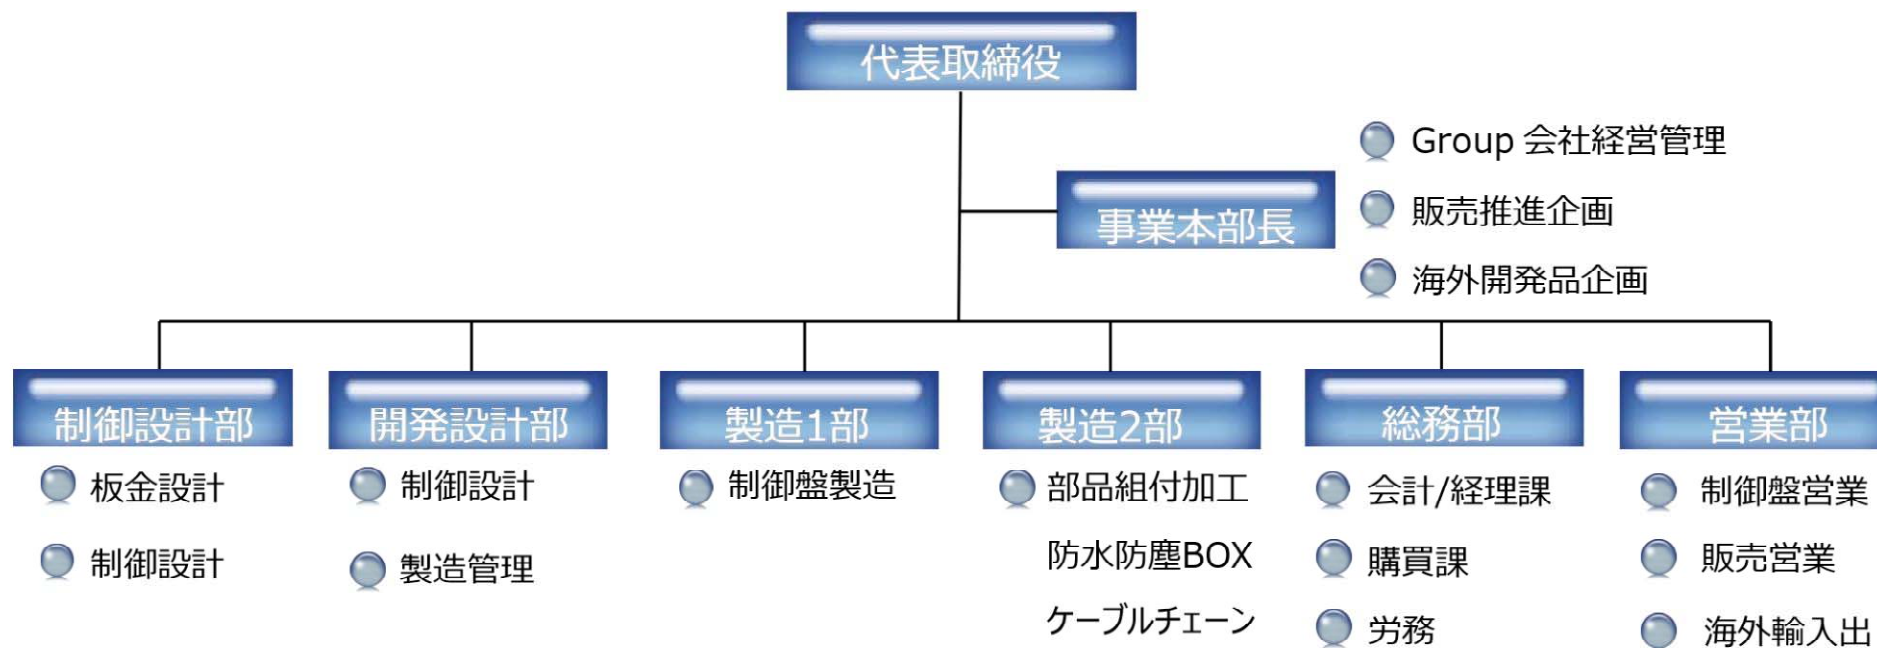 代表取締役
事業本部長
Group 会社経営管理
販売推進企画
海外開発品企画
制御設計部
板金設計
制御設計
開発設計部
制御設計
製造管理
製造1部
制御盤製造
製造2部
部品組付加工
防水防塵BOX
ケーブルチェーン
総務部
会計/経理課
購買課
労務
営業部
制御盤営業
販売営業
海外輸入出